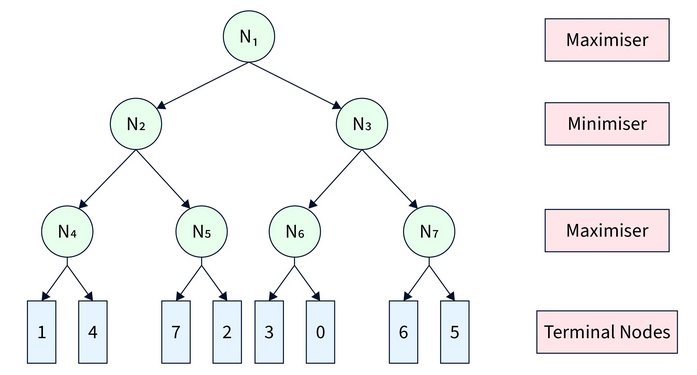 N₁
Maximiser
N₂
N₃
Minimiser
N₄
N₅
N₆
N₇
Maximiser
1
4
7
2
3
0
6
5
Terminal Nodes